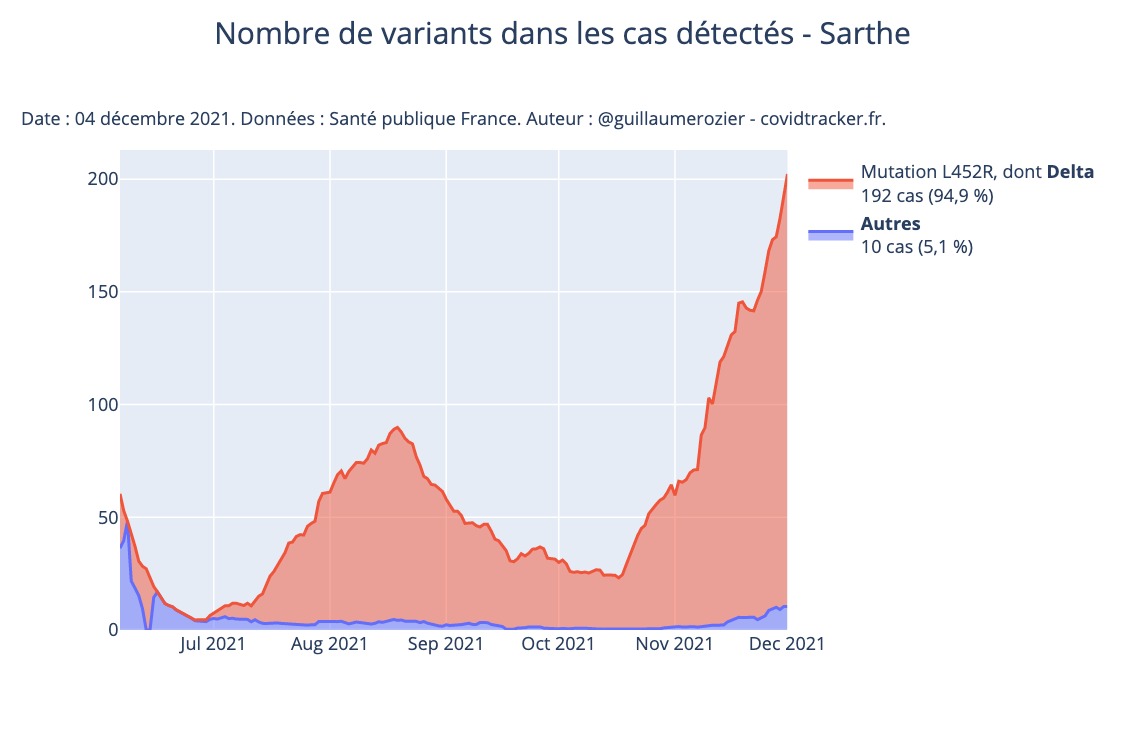 Nombre de variants dans les cas détectés - Sarthe
Date : 04 décembre 2021. Données : Santé publique France. Auteur : @guillaumerozier - covidtracker.fr.
Mutation L452R, dont Delta
192 cas (94,9 %)
Autres
10 cas (5,1 %)
200
150
100
50
0
Jul 2021
Aug 2021
Sep 2021
Oct 2021
Nov 2021
Dec 2021